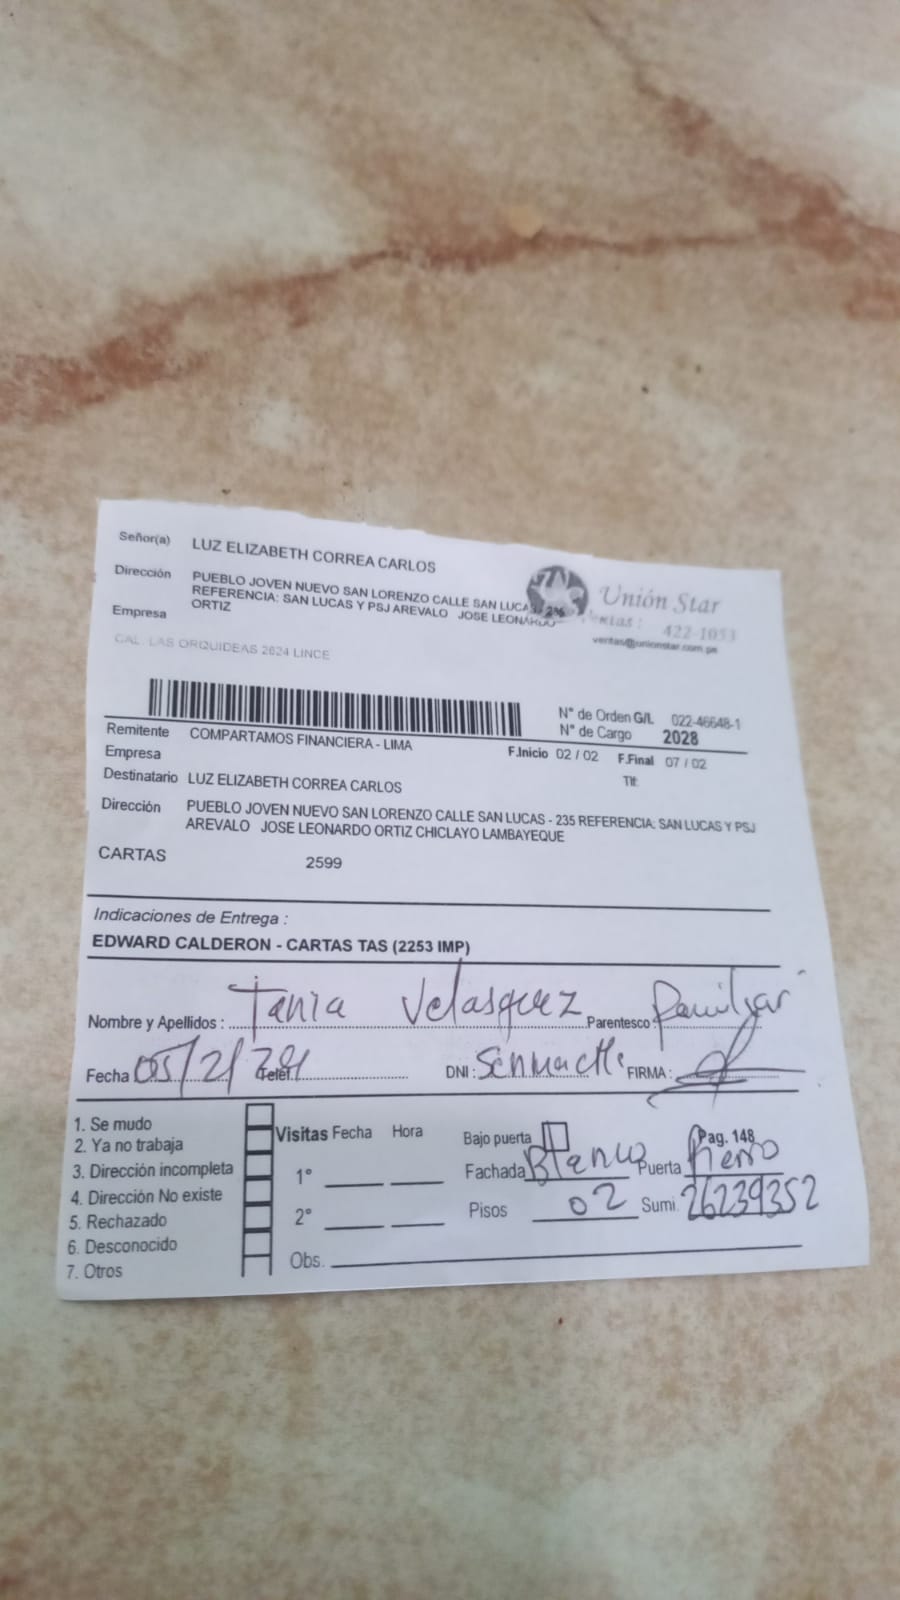 Señor(a) LUZ ELIZABETH CORREA CARLOS
Dirección PUEBLO JOVEN NUEVO SAN LORENZO CALLE SAN LUCAS
REFERENCIA: SAN LUCAS Y PSJ AREVALO JOSE LEONARDO
ORTIZ
Empresa
CAL. LAS ORQUIDEAS 2624 LINCE
Unión Star
422-1053
ventas@unionstar.com.pe
N° de Orden G/L 022-46648-1
N° de Cargo 2028
Remitente COMPARTAMOS FINANCIERA - LIMA
F.Inicio 02 / 02 F.Final 07 / 02
Empresa
Tlf:
Destinatario LUZ ELIZABETH CORREA CARLOS
Dirección PUEBLO JOVEN NUEVO SAN LORENZO CALLE SAN LUCAS - 235 REFERENCIA: SAN LUCAS Y PSJ
AREVALO JOSE LEONARDO ORTIZ CHICLAYO LAMBAYEQUE
CARTAS 2599
Indicaciones de Entrega :
EDWARD CALDERON - CARTAS TAS (2253 IMP)
Nombre y Apellidos : Tania Velasquez Parentesco : Familiar
Fecha 05/2/ Telef. DNI : FIRMA :
1. Se mudo
2. Ya no trabaja
3. Dirección incompleta
4. Dirección No existe
5. Rechazado
6. Desconocido
7. Otros
Visitas Fecha Hora
1°
2°
Obs.
Bajo puerta Pag. 148
Fachada Blanco Puerta Fierro
Pisos 02 Sumi. 26239352